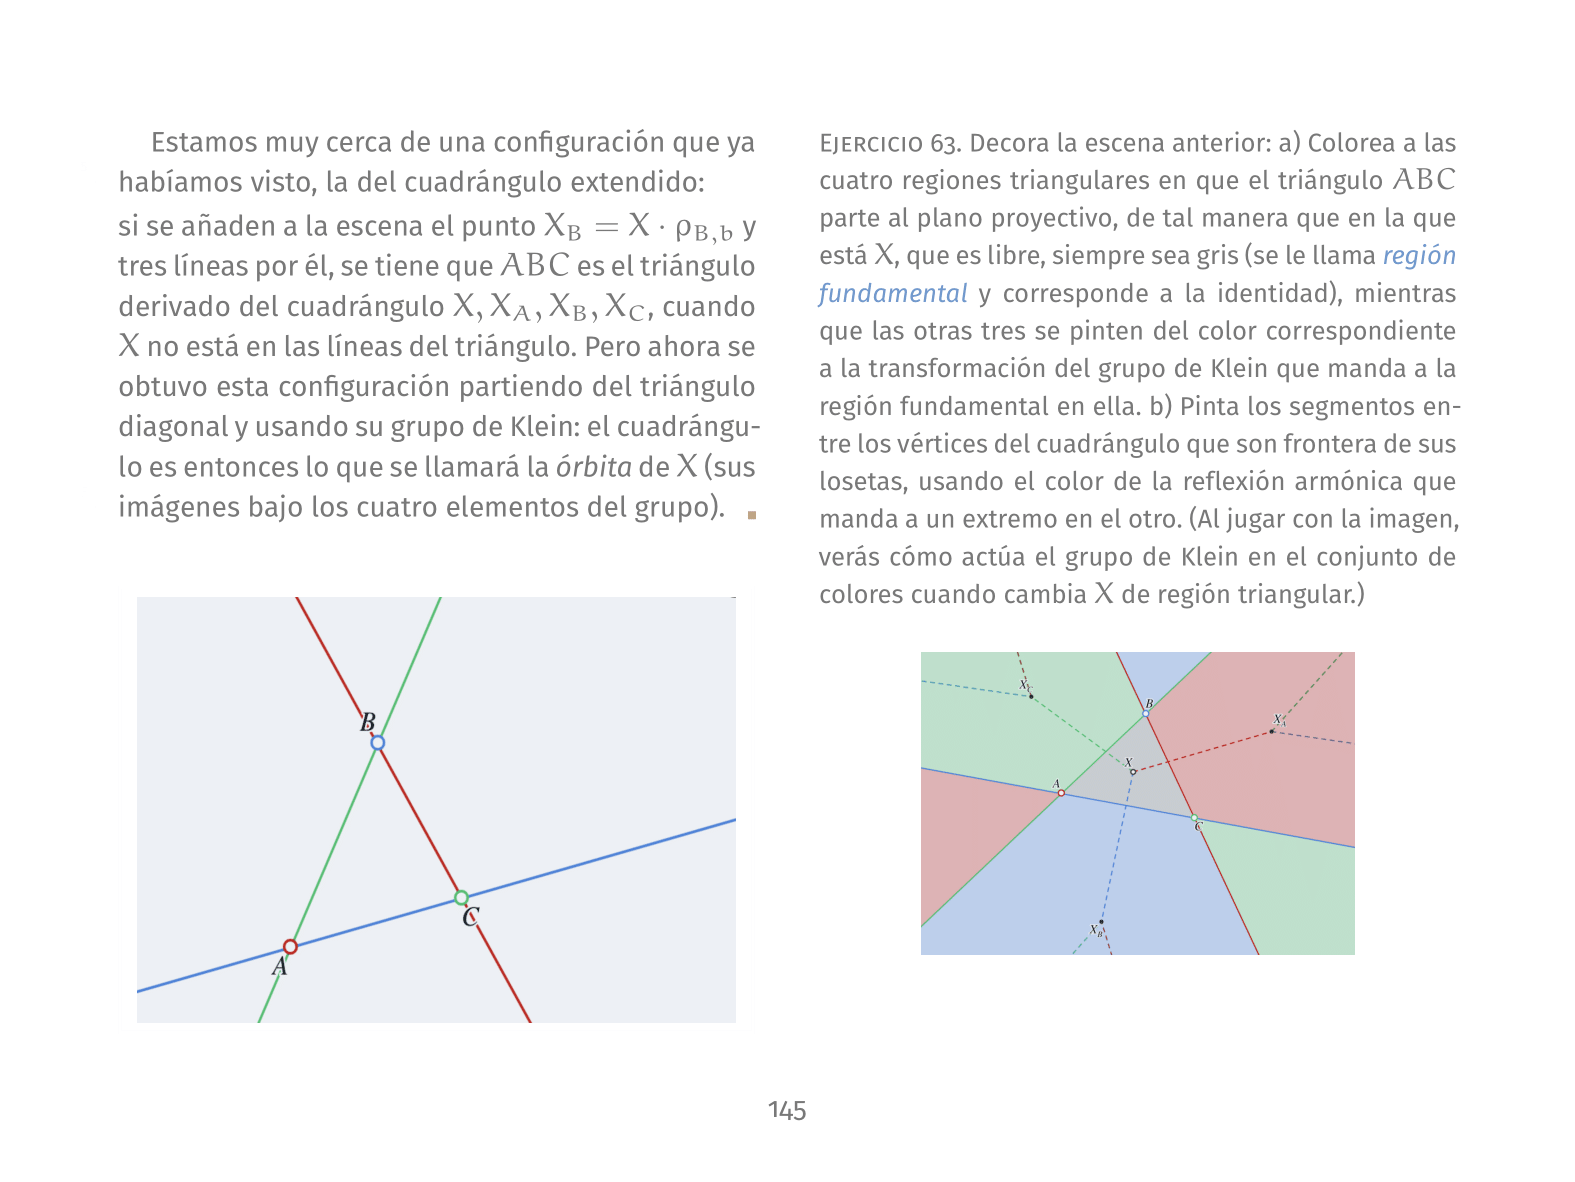 Estamos muy cerca de una configuración que ya
habíamos visto, la del cuadrángulo extendido:
si se añaden a la escena el punto X_B = X · ρ_{B,b} y
tres líneas por él, se tiene que ABC es el triángulo
derivado del cuadrángulo X, X_A, X_B, X_C, cuando
X no está en las líneas del triángulo. Pero ahora se
obtuvo esta configuración partiendo del triángulo
diagonal y usando su grupo de Klein: el cuadrángu-
lo es entonces lo que se llamará la órbita de X (sus
imágenes bajo los cuatro elementos del grupo).
B
C
A
Ejercicio 63. Decora la escena anterior: a) Colorea a las
cuatro regiones triangulares en que el triángulo ABC
parte al plano proyectivo, de tal manera que en la que
está X, que es libre, siempre sea gris (se le llama región
fundamental y corresponde a la identidad), mientras
que las otras tres se pinten del color correspondiente
a la transformación del grupo de Klein que manda a la
región fundamental en ella. b) Pinta los segmentos en-
tre los vértices del cuadrángulo que son frontera de sus
losetas, usando el color de la reflexión armónica que
manda a un extremo en el otro. (Al jugar con la imagen,
verás cómo actúa el grupo de Klein en el conjunto de
colores cuando cambia X de región triangular.)
X_C
B
X_A
X
A
C
X_B
145